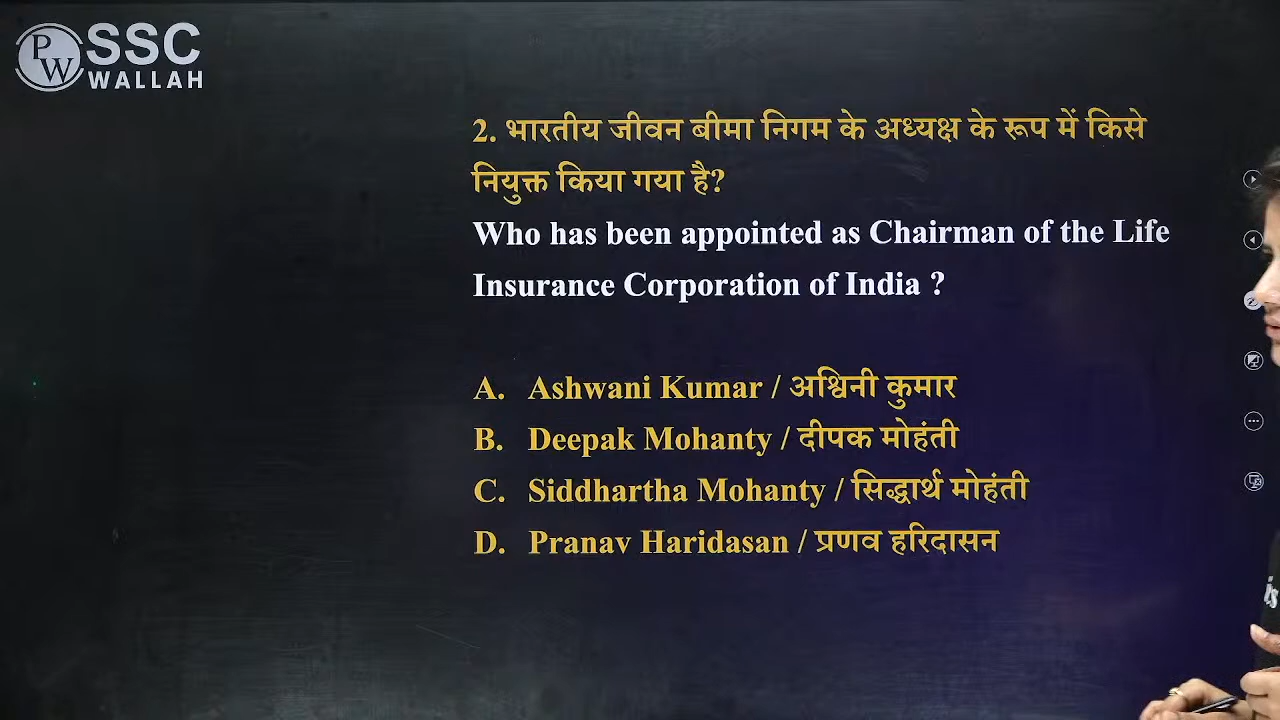 PW SSC
WALLAH
2. भारतीय जीवन बीमा निगम के अध्यक्ष के रूप में किसे
नियुक्त किया गया है?
Who has been appointed as Chairman of the Life
Insurance Corporation of India ?
A. Ashwani Kumar / अश्विनी कुमार
B. Deepak Mohanty / दीपक मोहंती
C. Siddhartha Mohanty / सिद्धार्थ मोहंती
D. Pranav Haridasan / प्रणव हरिदासन